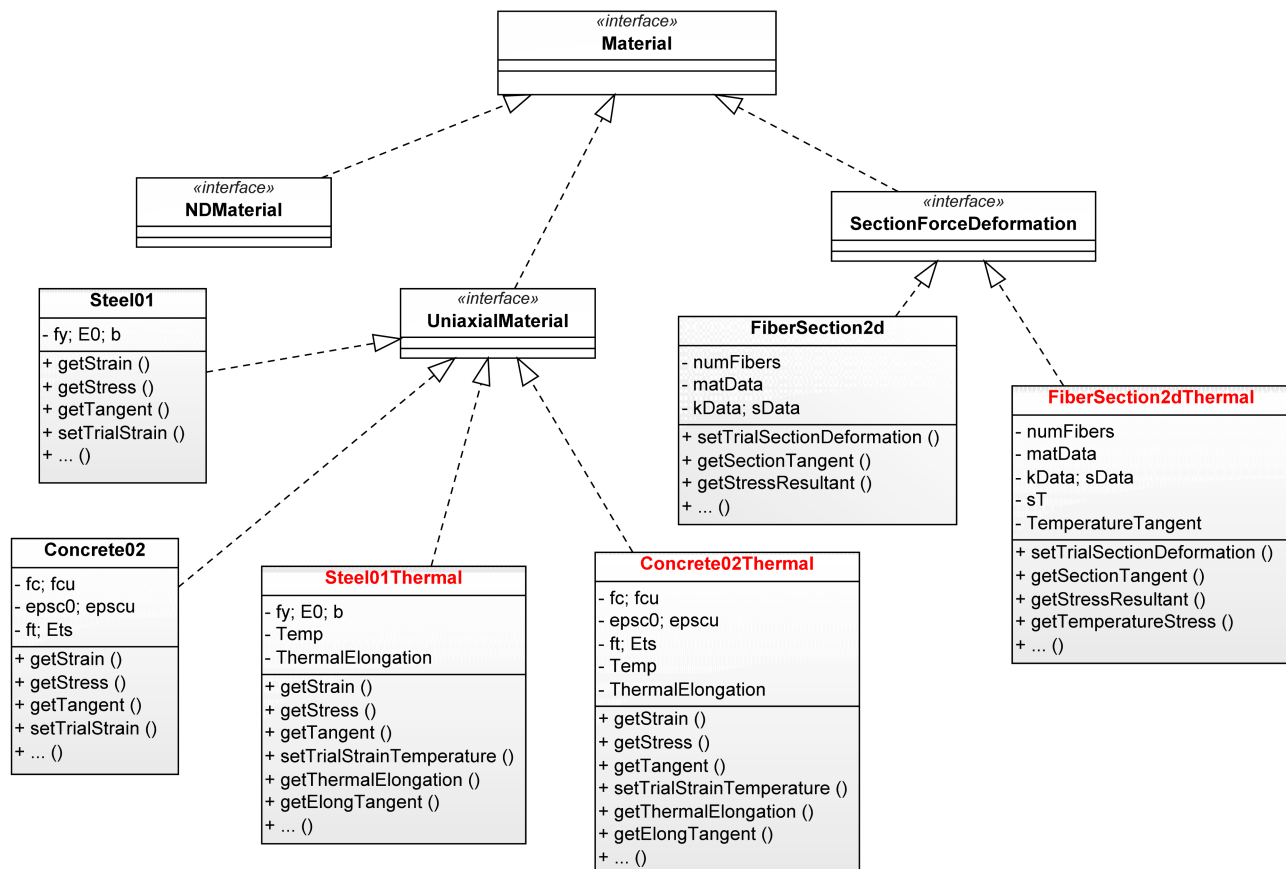 «interface»
Material
«interface»
NDMaterial
«interface»
SectionForceDeformation
Steel01
- fy; E0; b
+ getStrain ()
+ getStress ()
+ getTangent ()
+ setTrialStrain ()
+ ... ()
«interface»
UniaxialMaterial
FiberSection2d
- numFibers
- matData
- kData; sData
+ setTrialSectionDeformation ()
+ getSectionTangent ()
+ getStressResultant ()
+ ... ()
FiberSection2dThermal
- numFibers
- matData
- kData; sData
- sT
- TemperatureTangent
+ setTrialSectionDeformation ()
+ getSectionTangent ()
+ getStressResultant ()
+ getTemperatureStress ()
+ ... ()
Concrete02
- fc; fcu
- epsc0; epscu
- ft; Ets
+ getStrain ()
+ getStress ()
+ getTangent ()
+ setTrialStrain ()
+ ... ()
Steel01Thermal
- fy; E0; b
- Temp
- ThermalElongation
+ getStrain ()
+ getStress ()
+ getTangent ()
+ setTrialStrainTemperature ()
+ getThermalElongation ()
+ getElongTangent ()
+ ... ()
Concrete02Thermal
- fc; fcu
- epsc0; epscu
- ft; Ets
- Temp
- ThermalElongation
+ getStrain ()
+ getStress ()
+ getTangent ()
+ setTrialStrainTemperature ()
+ getThermalElongation ()
+ getElongTangent ()
+ ... ()